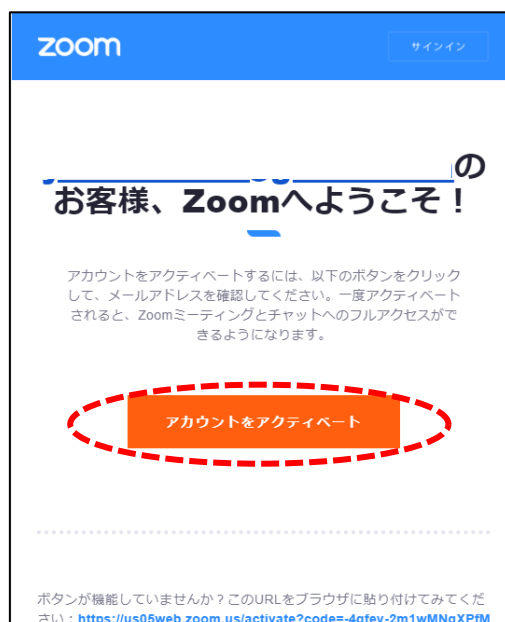 zoom
サインイン
の
お客様、Zoomへようこそ！
アカウントをアクティベートするには、以下のボタンをクリック
して、メールアドレスを確認してください。一度アクティベート
されると、Zoomミーティングとチャットへのフルアクセスがで
きるようになります。
アカウントをアクティベート
ボタンが機能していませんか？このURLをブラウザに貼り付けてみてくだ
さい：https://us05web.zoom.us/activate?code=-4gfev-2m1wMNgXPfM